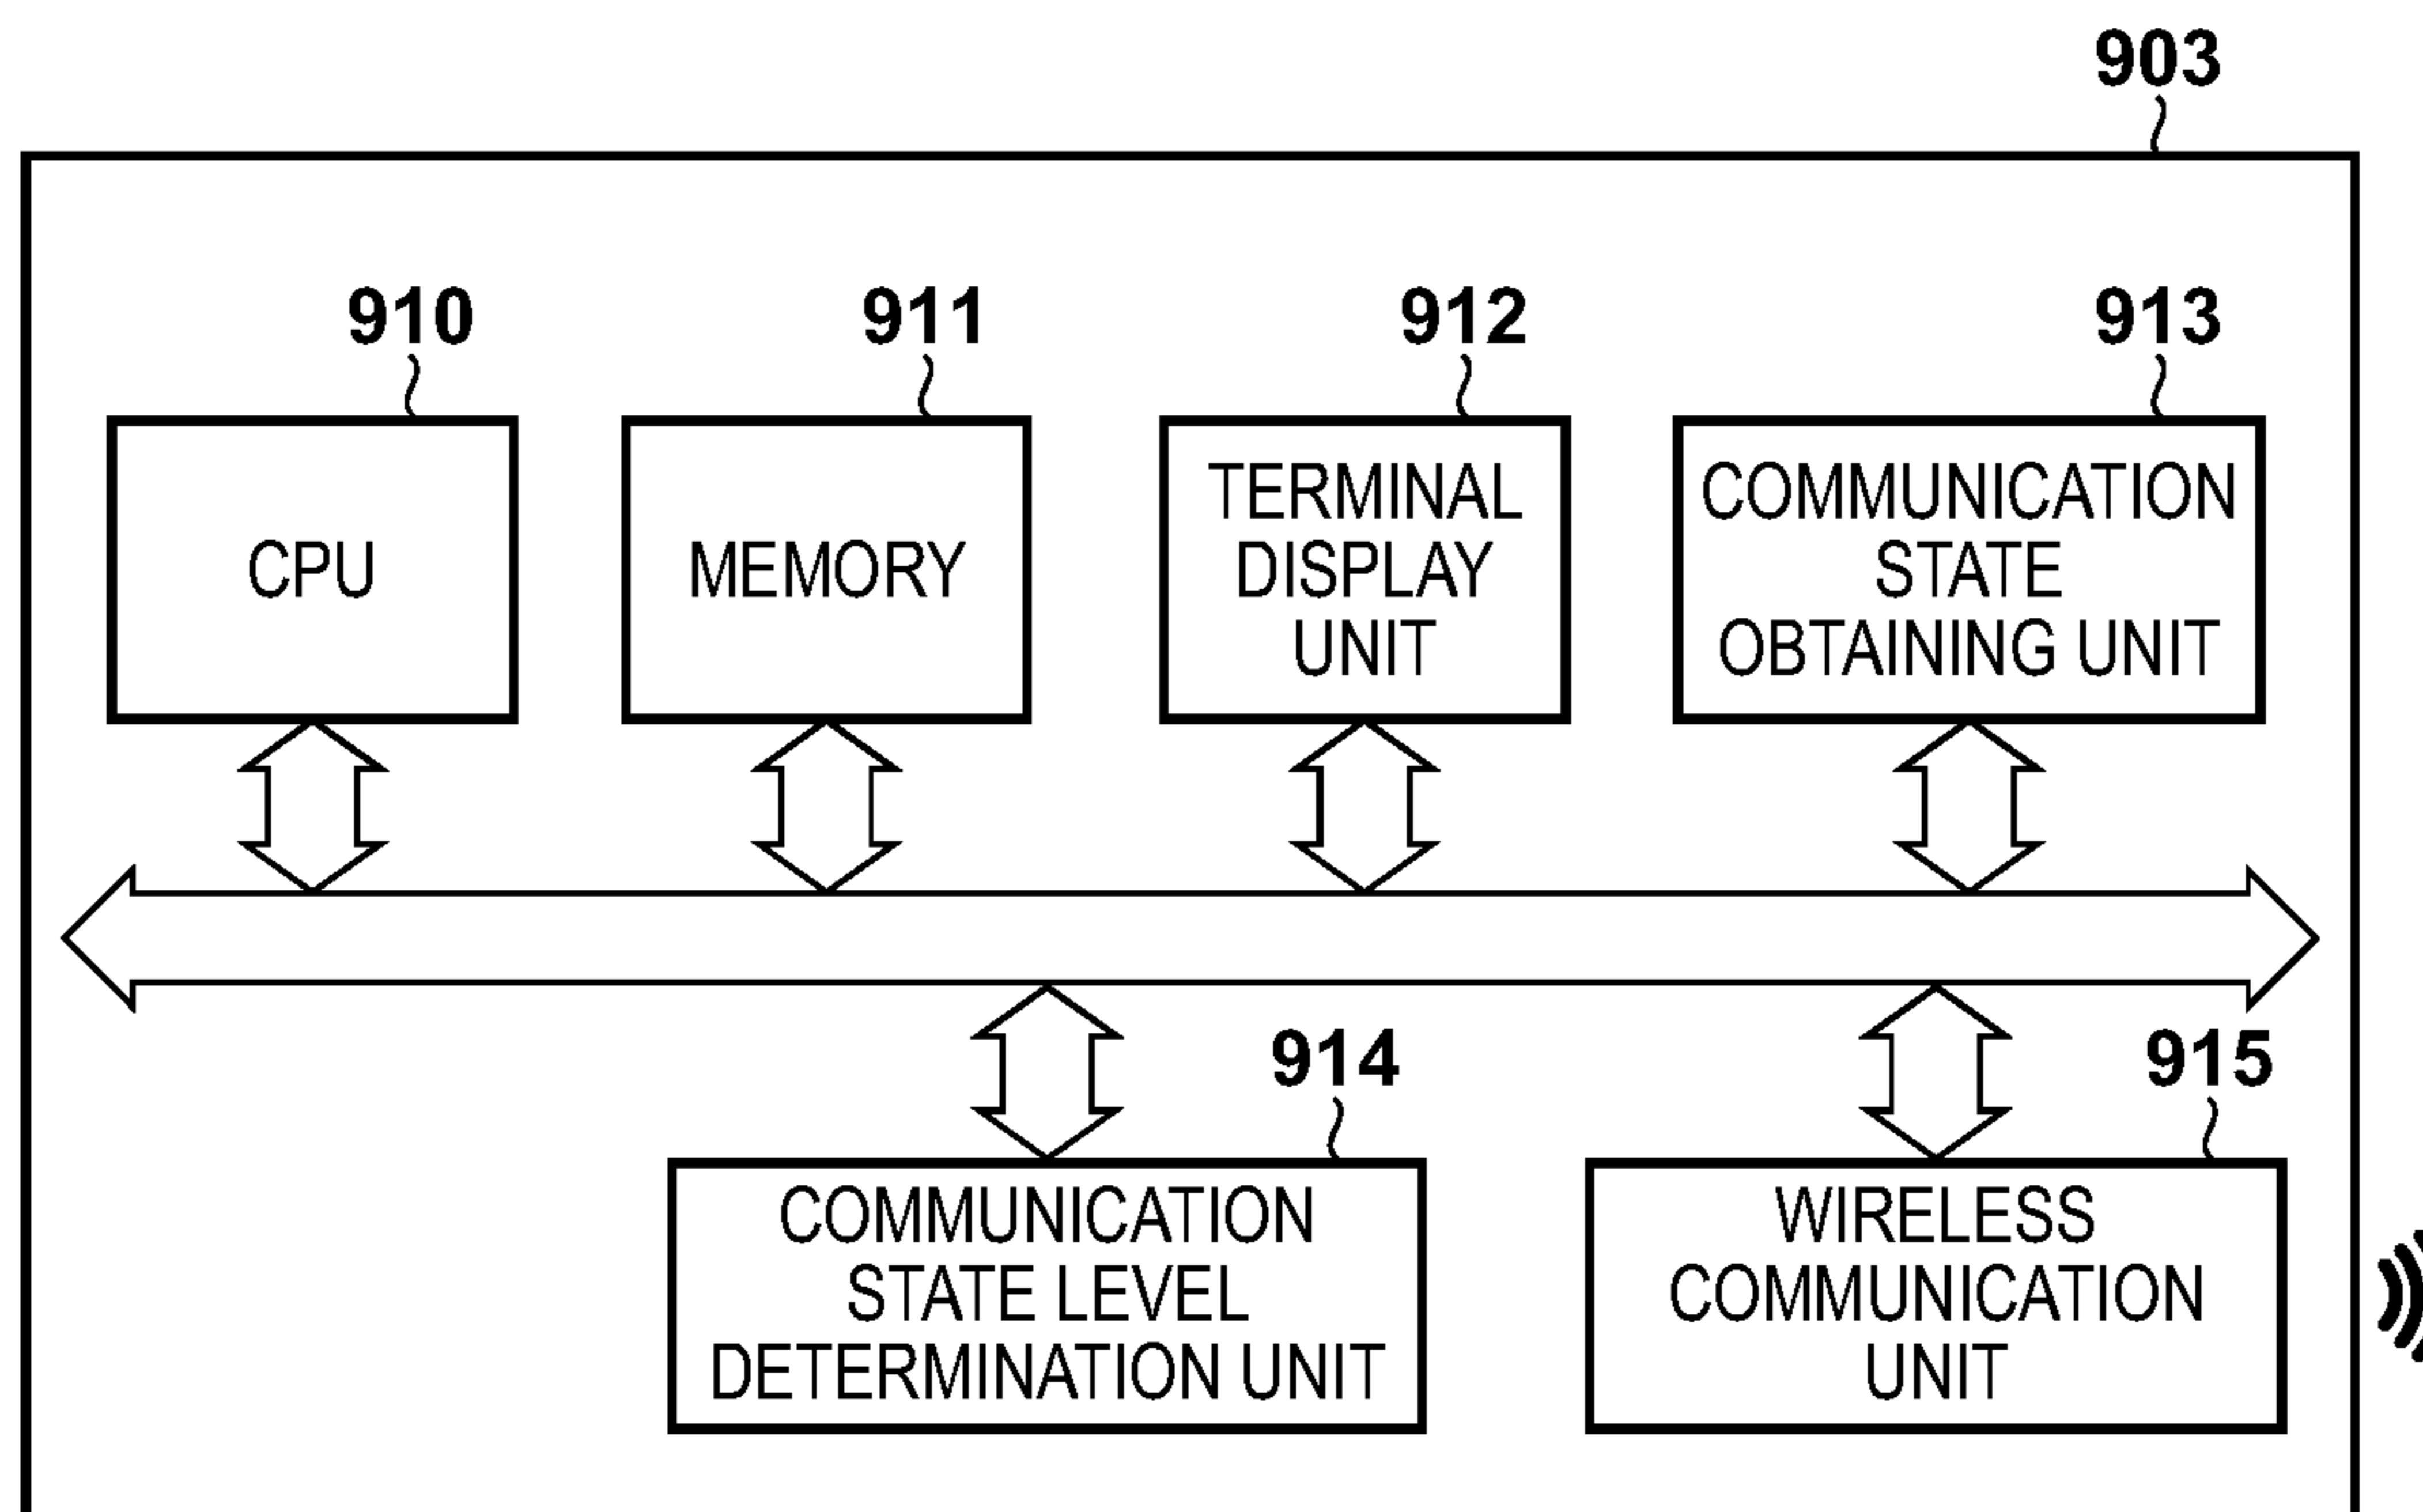 903
910
911
912
913
CPU
MEMORY
TERMINAL
DISPLAY
UNIT
COMMUNICATION
STATE
OBTAINING UNIT
914
915
COMMUNICATION
STATE LEVEL
DETERMINATION UNIT
WIRELESS
COMMUNICATION
UNIT